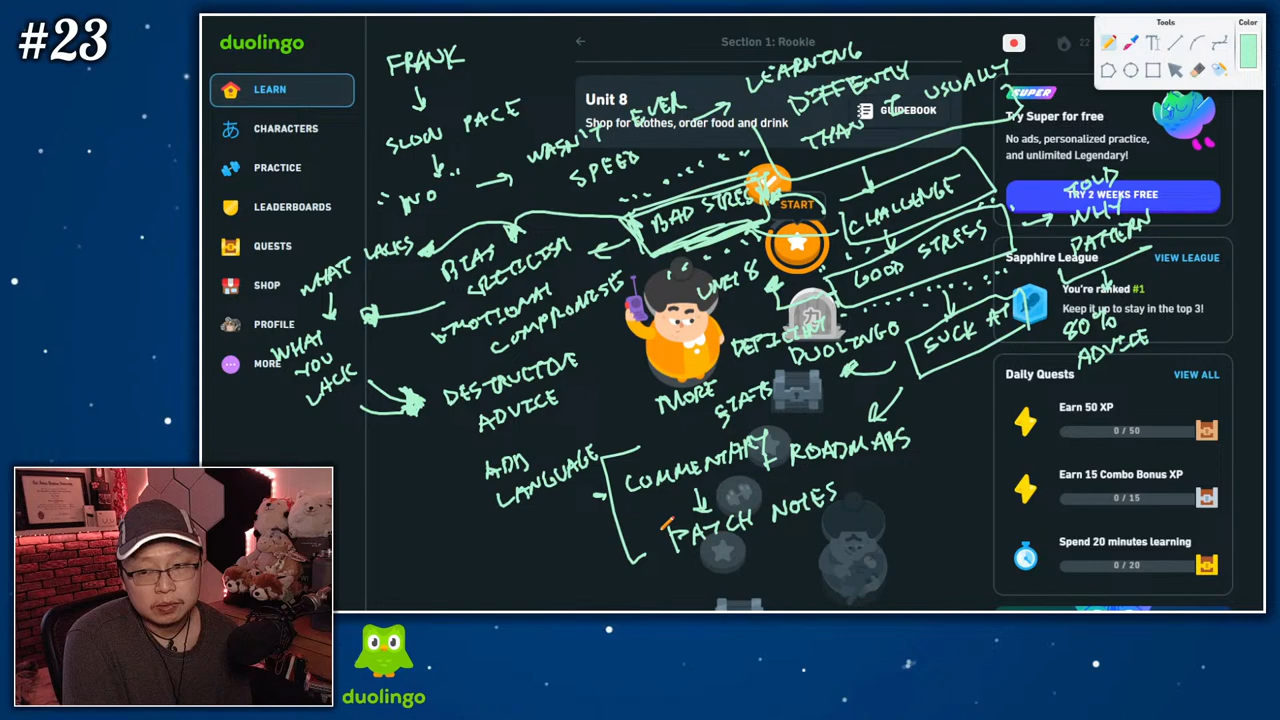 #23
duolingo
LEARN
CHARACTERS
PRACTICE
LEADERBOARDS
QUESTS
SHOP
PROFILE
MORE
Section 1: Rookie
22
Unit 8
Shop for clothes, order food and drink
GUIDEBOOK
START
SUPER
Try Super for free
No ads, personalized practice,
and unlimited Legendary!
TRY 2 WEEKS FREE
Sapphire League
VIEW LEAGUE
You're ranked #1
Keep it up to stay in the top 3!
Daily Quests
VIEW ALL
Earn 50 XP
0 / 50
Earn 15 Combo Bonus XP
0 / 15
Spend 20 minutes learning
0 / 20
Tools
Color
FRANK
SLOW PACE
"NO"
WASN'T EVER
SPEED
LEARNING
DIFFENTLY
THAN I USUALLY
BAD STRESS
CHALLENGE
GOOD STRESS
SUCK AT
TOLD
WHY
PATTERN
80%
ADVICE
WHAT LACKS
WHAT
YOU
LACK
BIAS
CRITICISM
EMOTIONAL
COMPROMISE
DESTRUCTIVE
ADVICE
UNIT 8
DUOLINGO
MORE
STATS
ADD
LANGUAGE
COMMENTARY
ROADMAPS
PATCH NOTES
duolingo